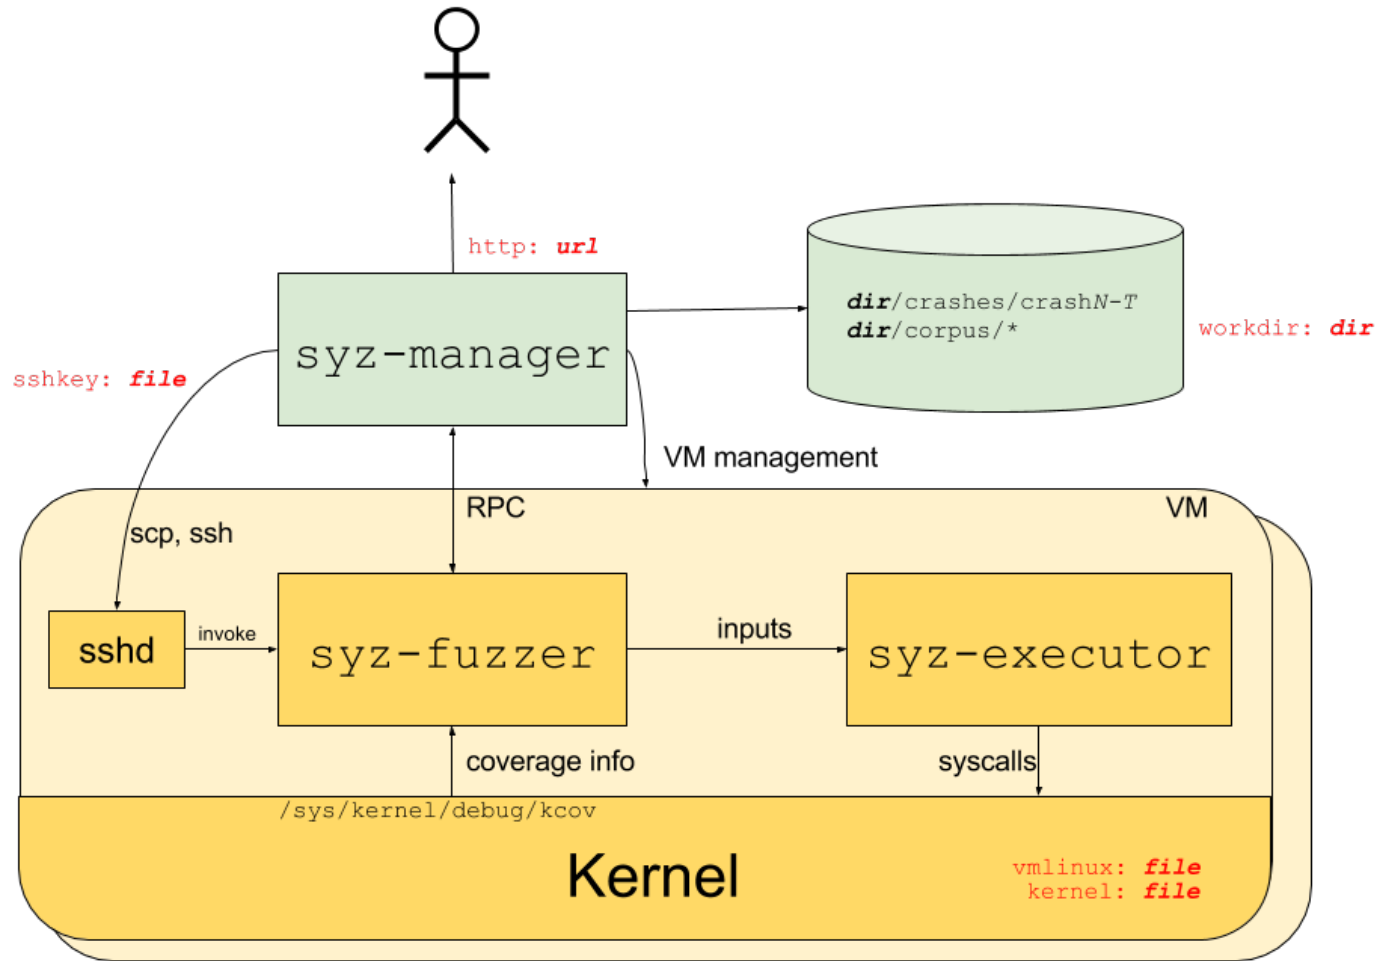 http: url
dir/crashes/crashN-T
dir/corpus/*
workdir: dir
syz-manager
sshkey: file
VM management
RPC
VM
scp, ssh
sshd
invoke
syz-fuzzer
inputs
syz-executor
coverage info
syscalls
/sys/kernel/debug/kcov
Kernel
vmlinux: file
kernel: file